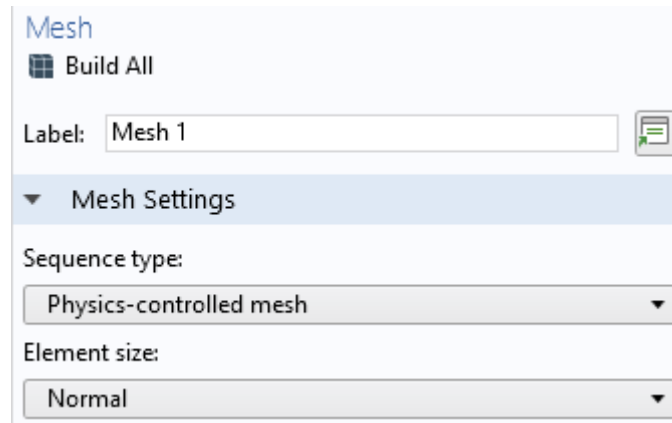 Mesh
Build All
Label: Mesh 1
Mesh Settings
Sequence type:
Physics-controlled mesh
Element size:
Normal